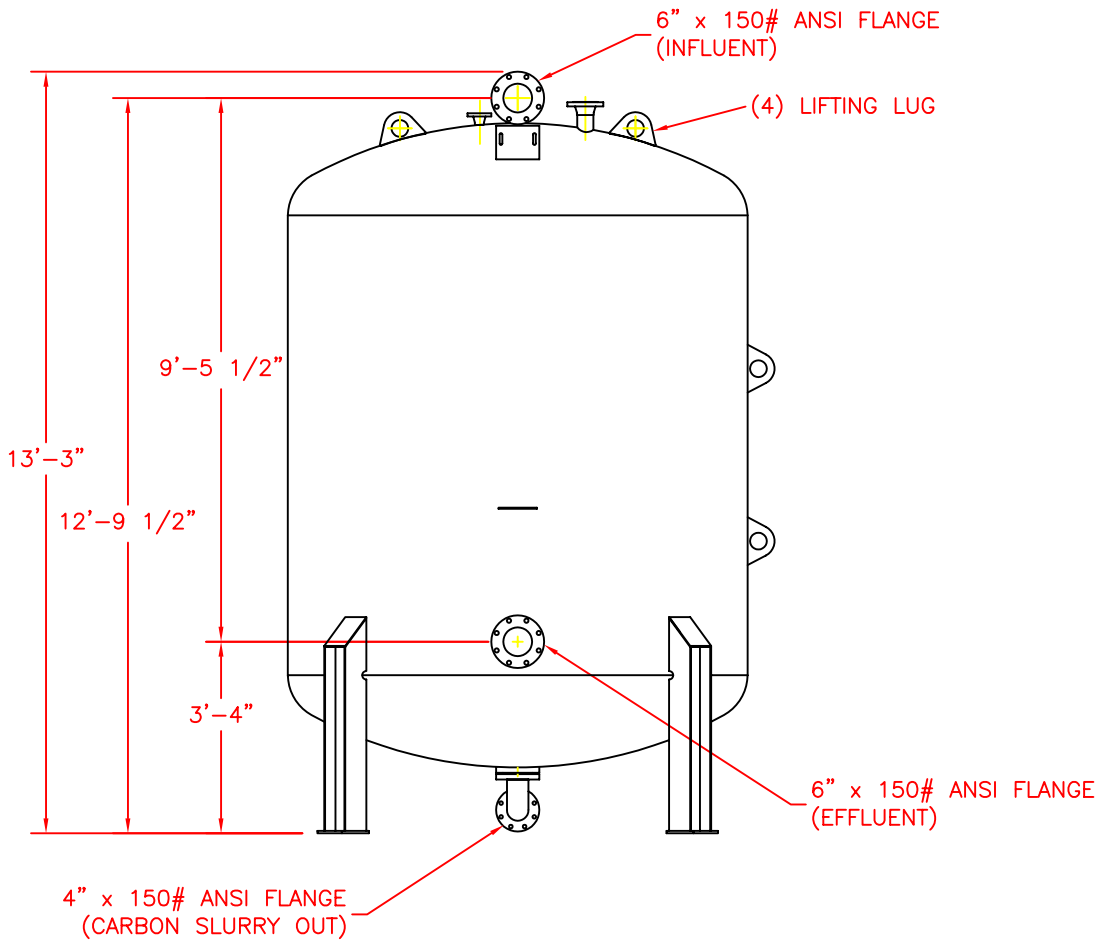 6” x 150# ANSI FLANGE
(INFLUENT)
(4) LIFTING LUG
9’-5 1/2”
13’-3”
12’-9 1/2”
3’-4”
6” x 150# ANSI FLANGE
(EFFLUENT)
4” x 150# ANSI FLANGE
(CARBON SLURRY OUT)